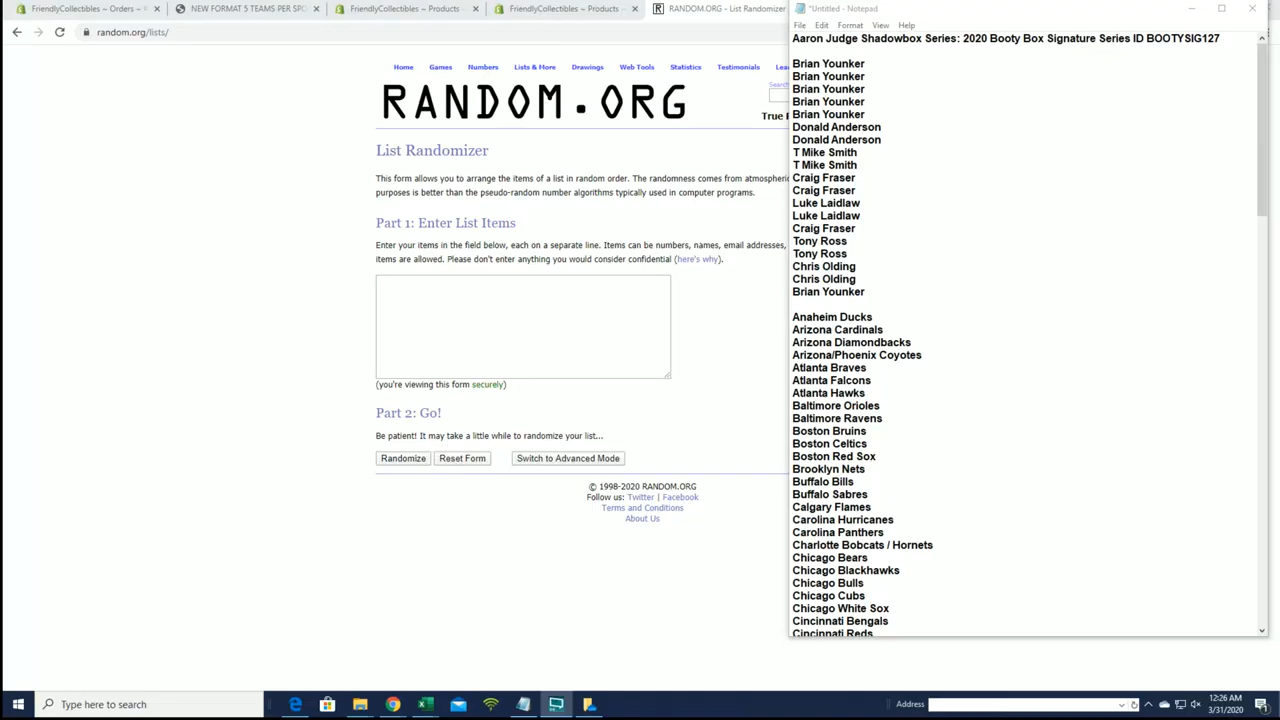 FriendlyCollectibles ~ Orders ~
NEW FORMAT 5 TEAMS PER SPO
FriendlyCollectibles ~ Products ~
FriendlyCollectibles ~ Products ~
RANDOM.ORG - List Randomizer
random.org/lists/
Home Games Numbers Lists & More Drawings Web Tools Statistics Testimonials Lea
RANDOM.ORG
Search
True
List Randomizer
This form allows you to arrange the items of a list in random order. The randomness comes from atmospheric
purposes is better than the pseudo-random number algorithms typically used in computer programs.
Part 1: Enter List Items
Enter your items in the field below, each on a separate line. Items can be numbers, names, email addresses,
items are allowed. Please don't enter anything you would consider confidential (here's why).
(you're viewing this form securely)
Part 2: Go!
Be patient! It may take a little while to randomize your list...
Randomize Reset Form Switch to Advanced Mode
© 1998-2020 RANDOM.ORG
Follow us: Twitter | Facebook
Terms and Conditions
About Us
*Untitled - Notepad
File Edit Format View Help
Aaron Judge Shadowbox Series: 2020 Booty Box Signature Series ID BOOTYSIG127
Brian Younker
Brian Younker
Brian Younker
Brian Younker
Brian Younker
Donald Anderson
Donald Anderson
T Mike Smith
T Mike Smith
Craig Fraser
Craig Fraser
Luke Laidlaw
Luke Laidlaw
Craig Fraser
Tony Ross
Tony Ross
Chris Olding
Chris Olding
Brian Younker
Anaheim Ducks
Arizona Cardinals
Arizona Diamondbacks
Arizona/Phoenix Coyotes
Atlanta Braves
Atlanta Falcons
Atlanta Hawks
Baltimore Orioles
Baltimore Ravens
Boston Bruins
Boston Celtics
Boston Red Sox
Brooklyn Nets
Buffalo Bills
Buffalo Sabres
Calgary Flames
Carolina Hurricanes
Carolina Panthers
Charlotte Bobcats / Hornets
Chicago Bears
Chicago Blackhawks
Chicago Bulls
Chicago Cubs
Chicago White Sox
Cincinnati Bengals
Cincinnati Reds
Type here to search
Address
12:26 AM
3/31/2020